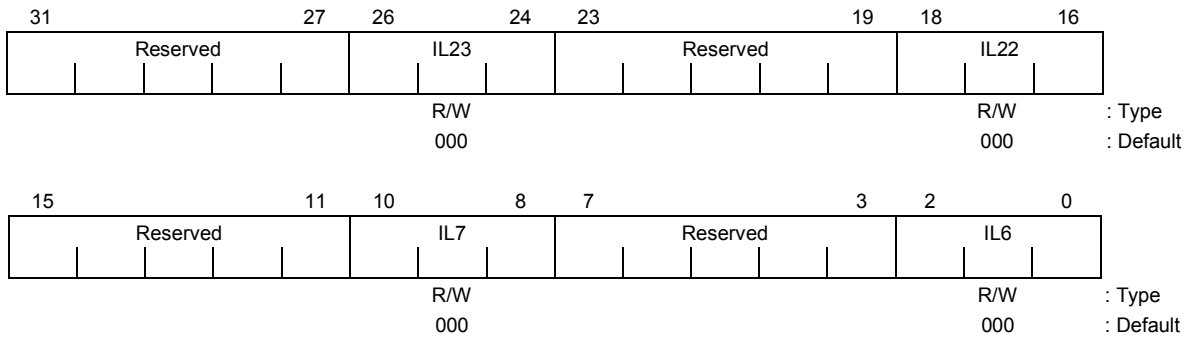 31 27 26 24 23 19 18 16
Reserved IL23 Reserved IL22
R/W R/W : Type
000 000 : Default
15 11 10 8 7 3 2 0
Reserved IL7 Reserved IL6
R/W R/W : Type
000 000 : Default